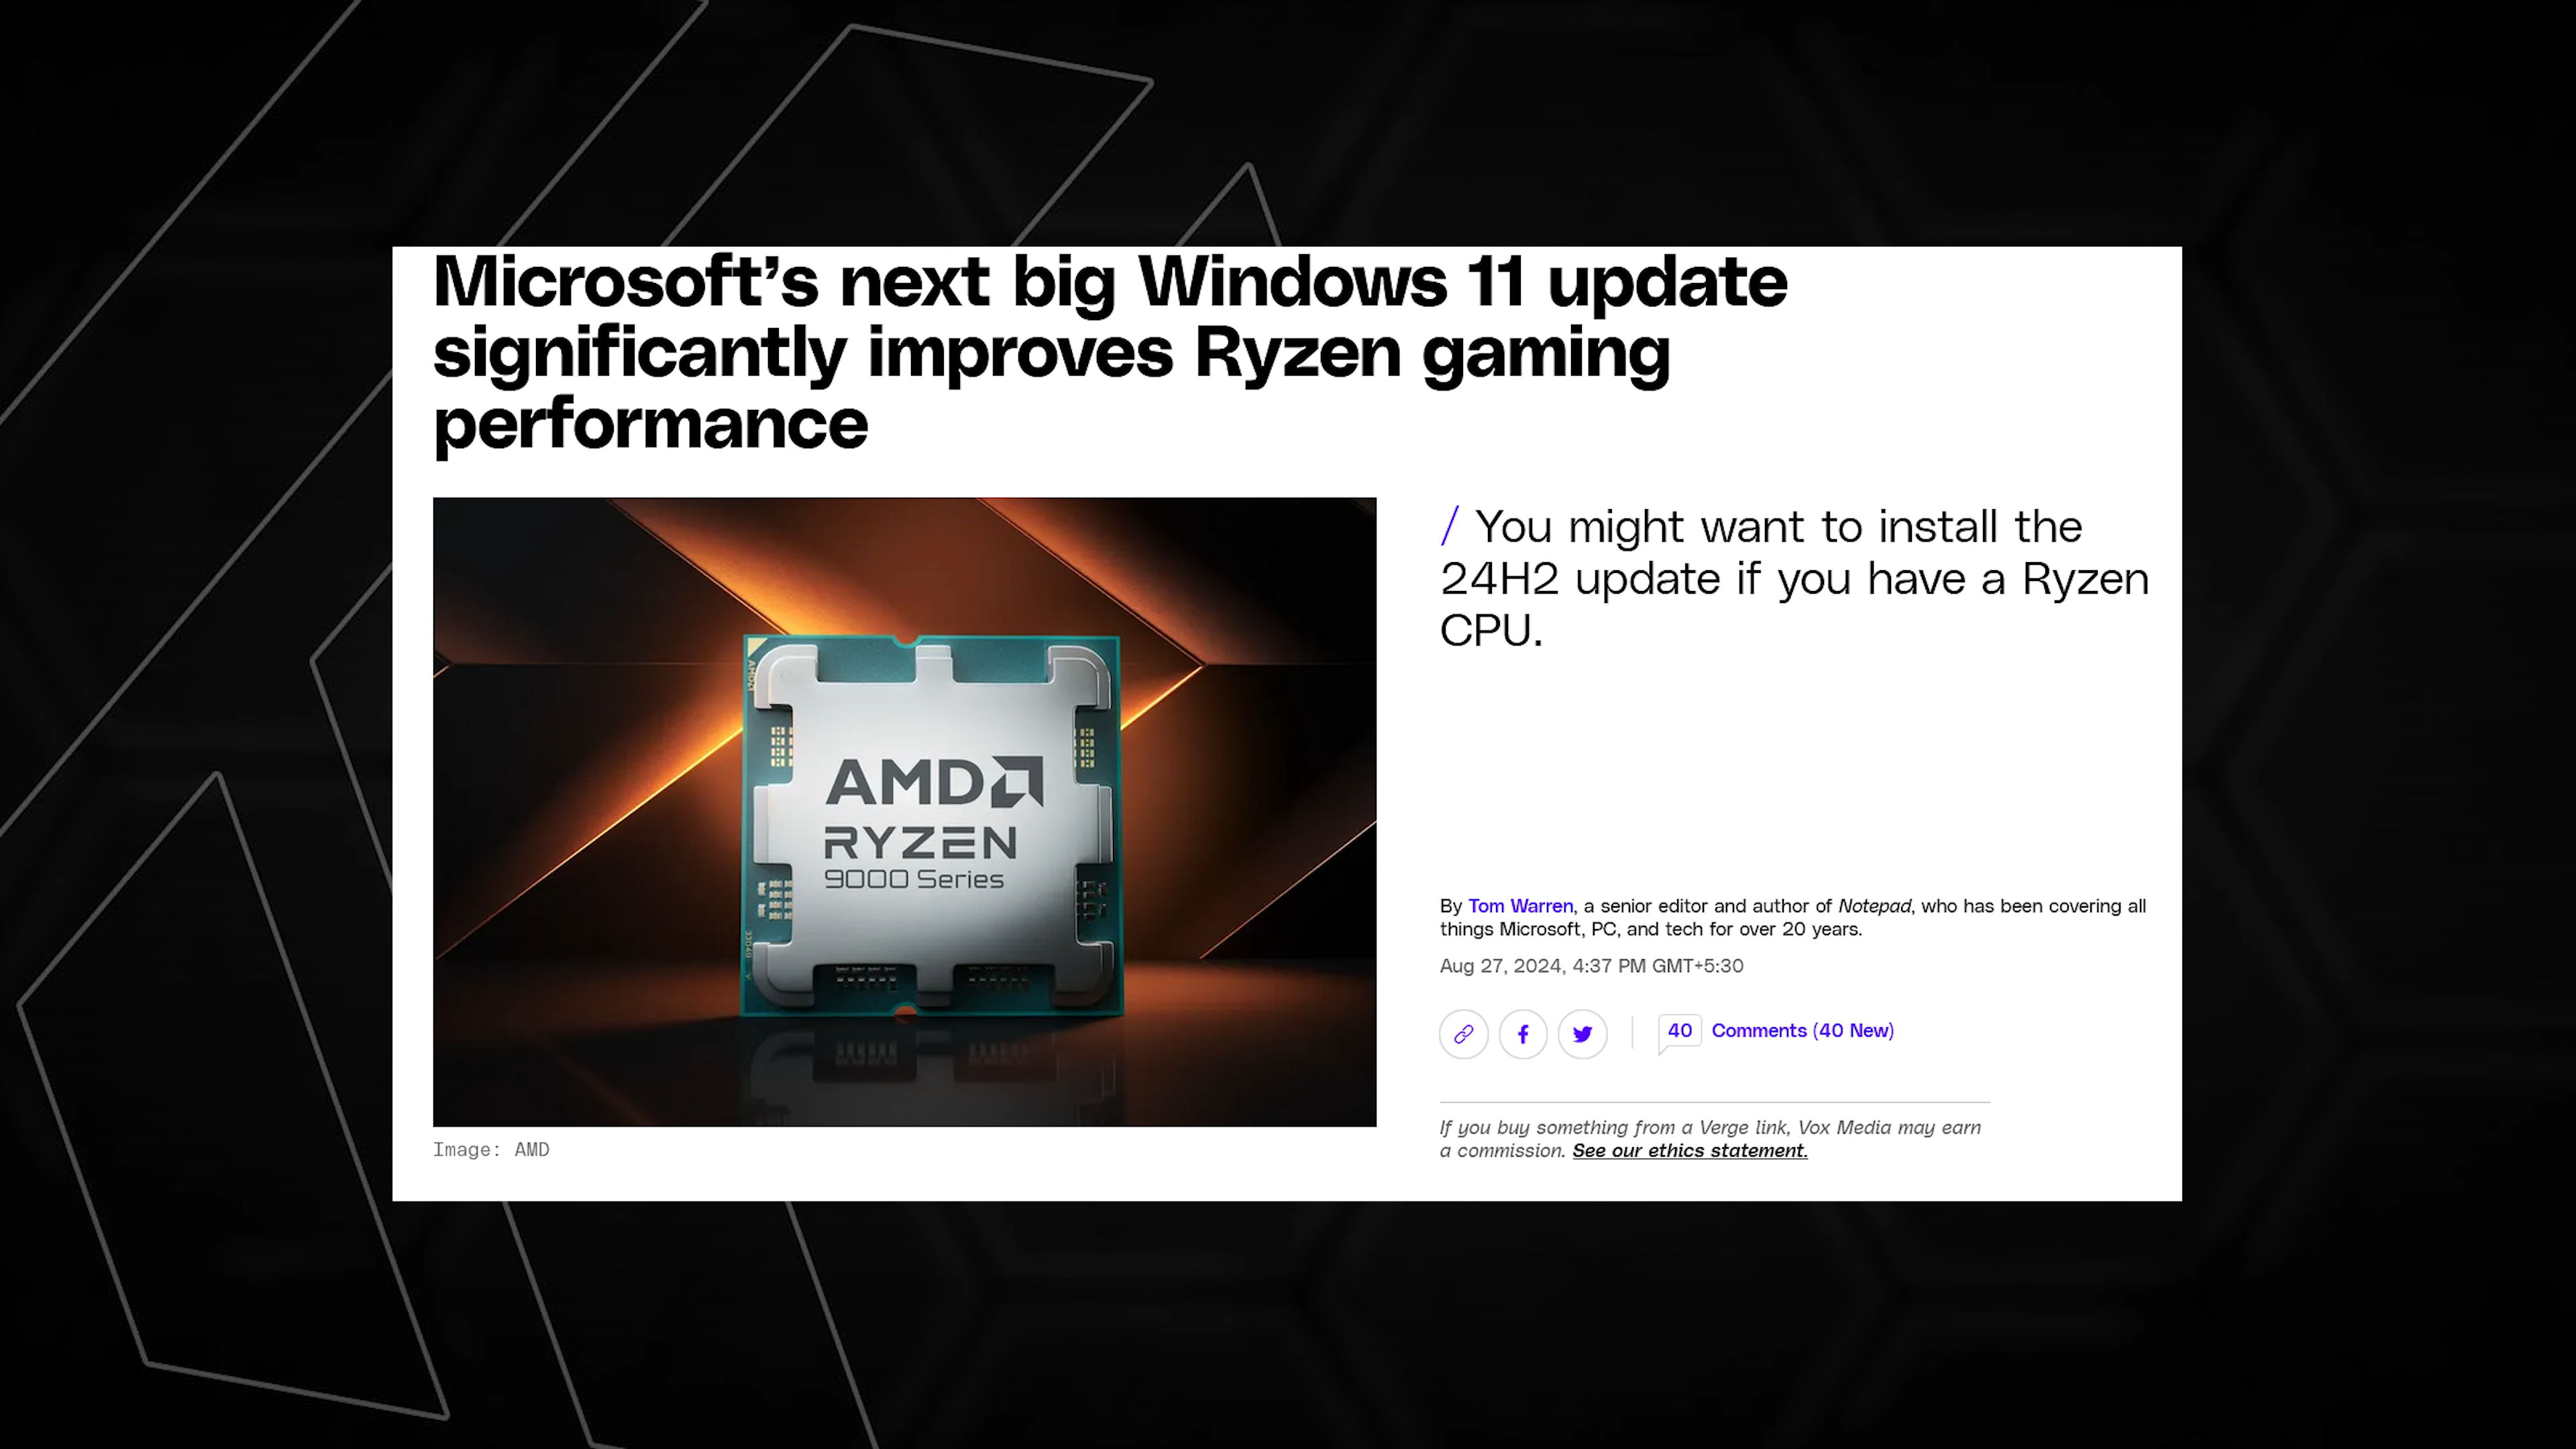 Microsoft’s next big Windows 11 update
significantly improves Ryzen gaming
performance
AMD
RYZEN
9000 Series
Image: AMD
/ You might want to install the
24H2 update if you have a Ryzen
CPU.
By Tom Warren, a senior editor and author of Notepad, who has been covering all
things Microsoft, PC, and tech for over 20 years.
Aug 27, 2024, 4:37 PM GMT+5:30
40 Comments (40 New)
If you buy something from a Verge link, Vox Media may earn
a commission. See our ethics statement.